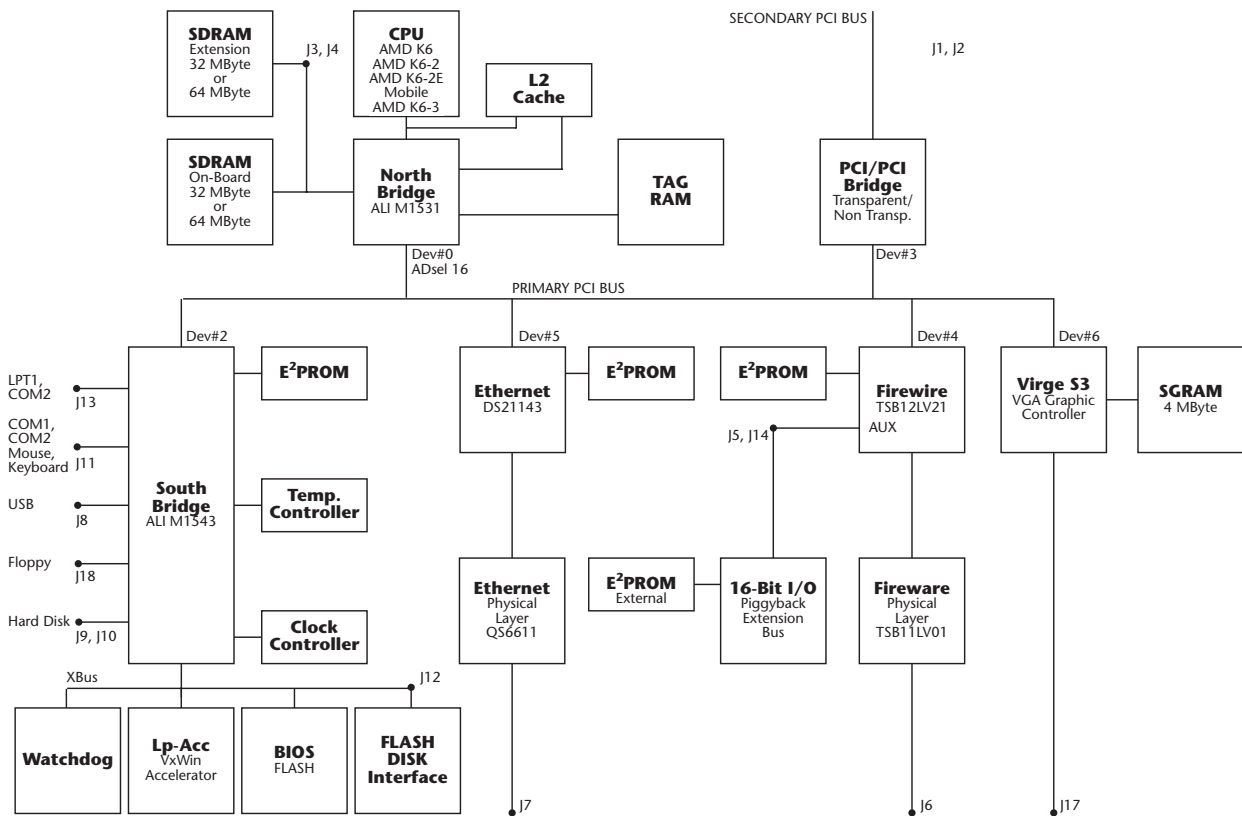 SECONDARY PCI BUS
J1, J2
SDRAM
Extension
32 MByte
or
64 MByte
J3, J4
CPU
AMD K6
AMD K6-2
AMD K6-2E
Mobile
AMD K6-3
L2
Cache
SDRAM
On-Board
32 MByte
or
64 MByte
North
Bridge
ALI M1531
TAG
RAM
PCI/PCI
Bridge
Transparent/
Non Transp.
Dev#0
ADsel 16
Dev#3
PRIMARY PCI BUS
Dev#2
Dev#5
Dev#4
Dev#6
LPT1,
COM2
J13
COM1,
COM2
Mouse,
Keyboard
J11
USB
J8
Floppy
J18
Hard Disk
J9, J10
South
Bridge
ALI M1543
E²PROM
Temp.
Controller
Clock
Controller
Ethernet
DS21143
E²PROM
E²PROM
Firewire
TSB12LV21
AUX
J5, J14
Virge S3
VGA Graphic
Controller
SGRAM
4 MByte
Ethernet
Physical
Layer
QS6611
E²PROM
External
16-Bit I/O
Piggyback
Extension
Bus
Fireware
Physical
Layer
TSB11LV01
XBus
J12
Watchdog
Lp-Acc
VxWin
Accelerator
BIOS
FLASH
FLASH
DISK
Interface
J7
J6
J17